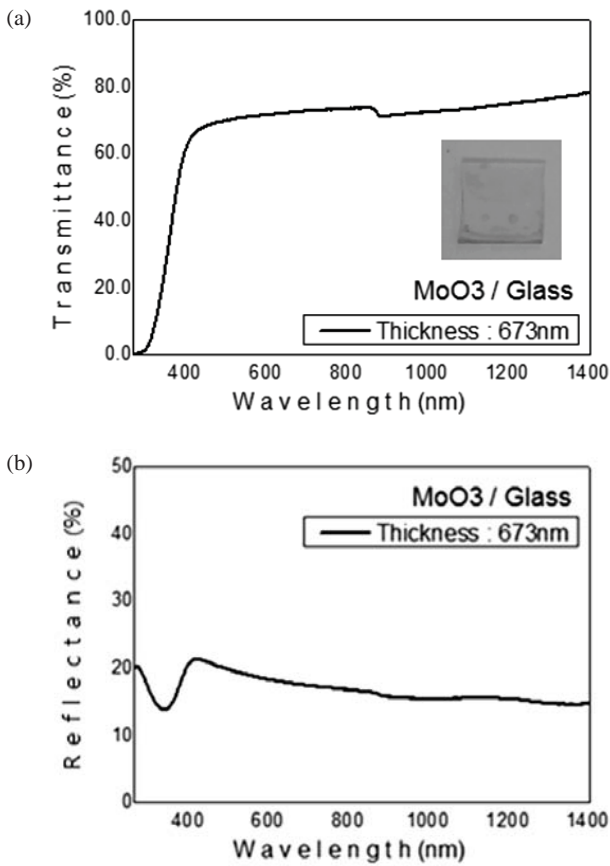 (a)
100.0
80.0
60.0
40.0
20.0
0.0
Transmittance(%)
MoO3 / Glass
Thickness : 673nm
400 600 800 1000 1200 1400
Wavelength(nm)
(b)
50
40
30
20
10
0
Reflectance(%)
MoO3 / Glass
Thickness : 673nm
400 600 800 1000 1200 1400
Wavelength(nm)